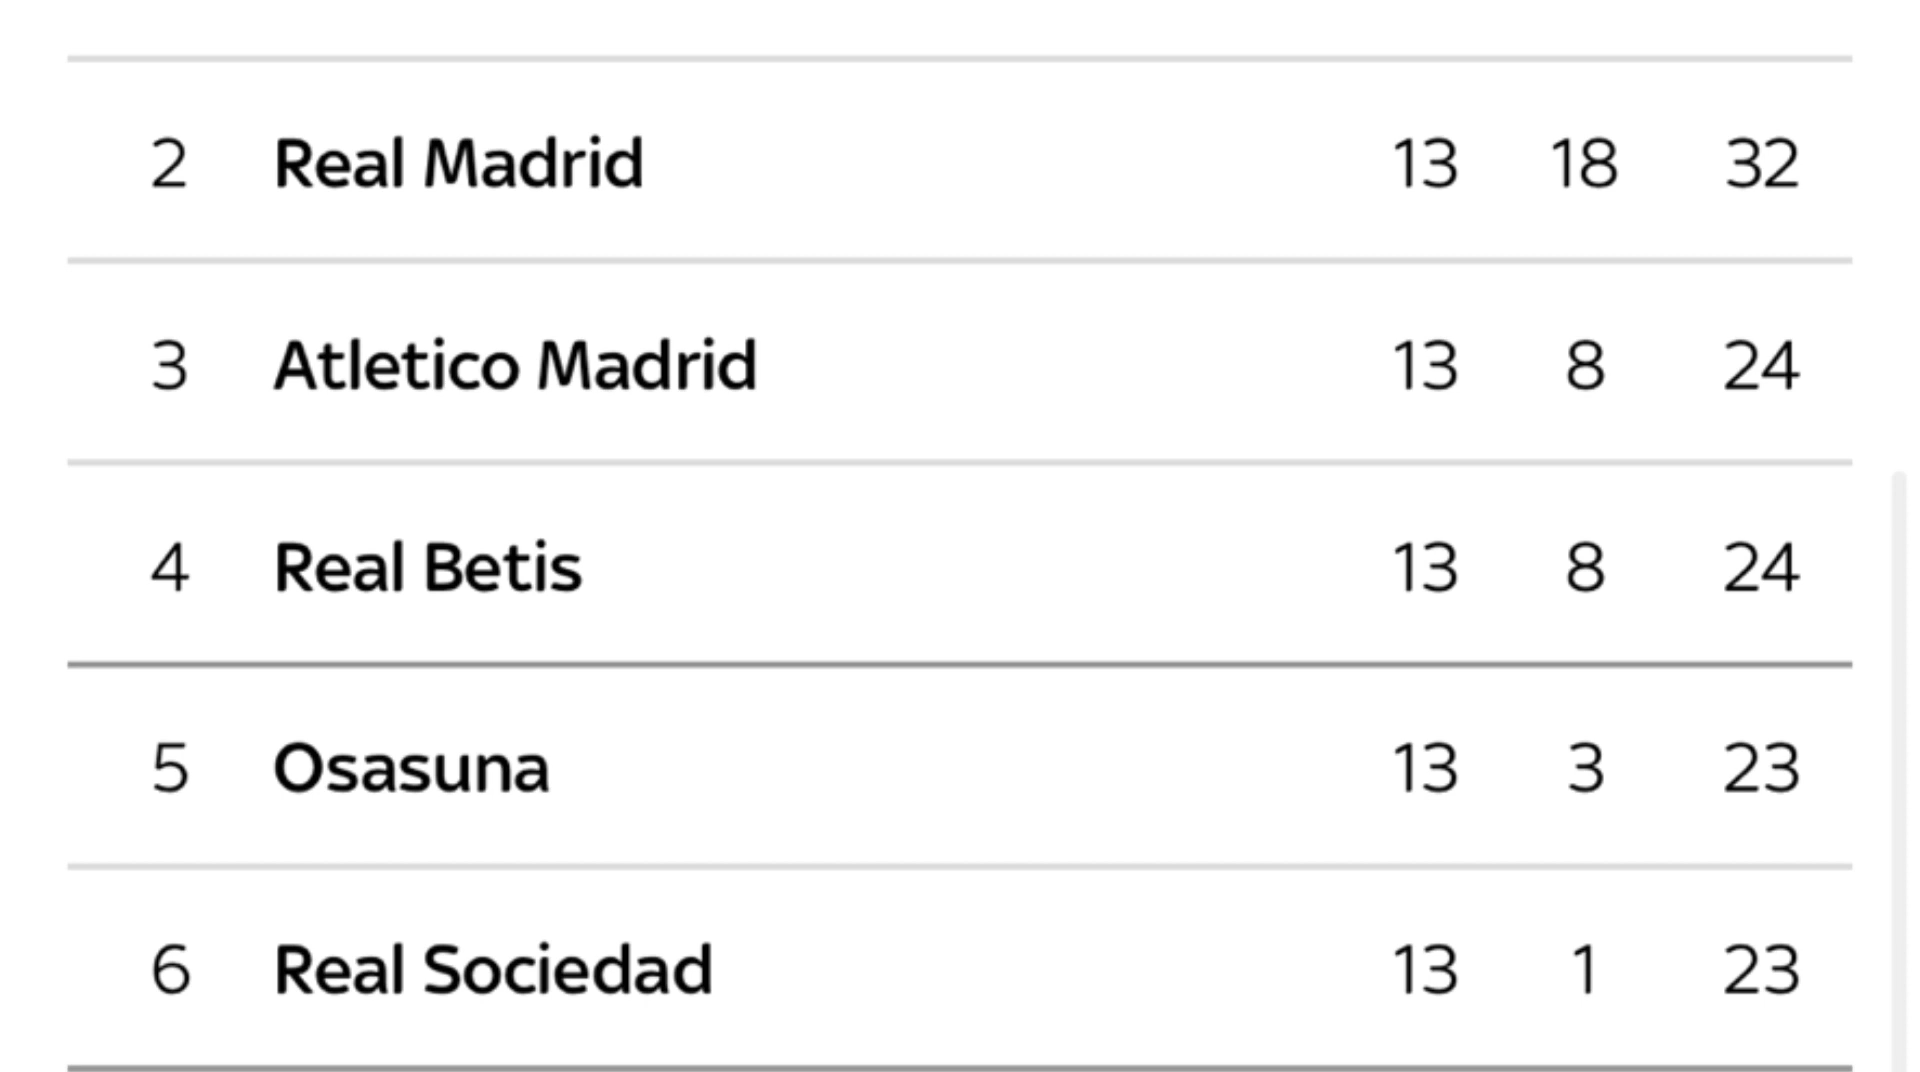 2 Real Madrid 13 18 32
3 Atletico Madrid 13 8 24
4 Real Betis 13 8 24
5 Osasuna 13 3 23
6 Real Sociedad 13 1 23